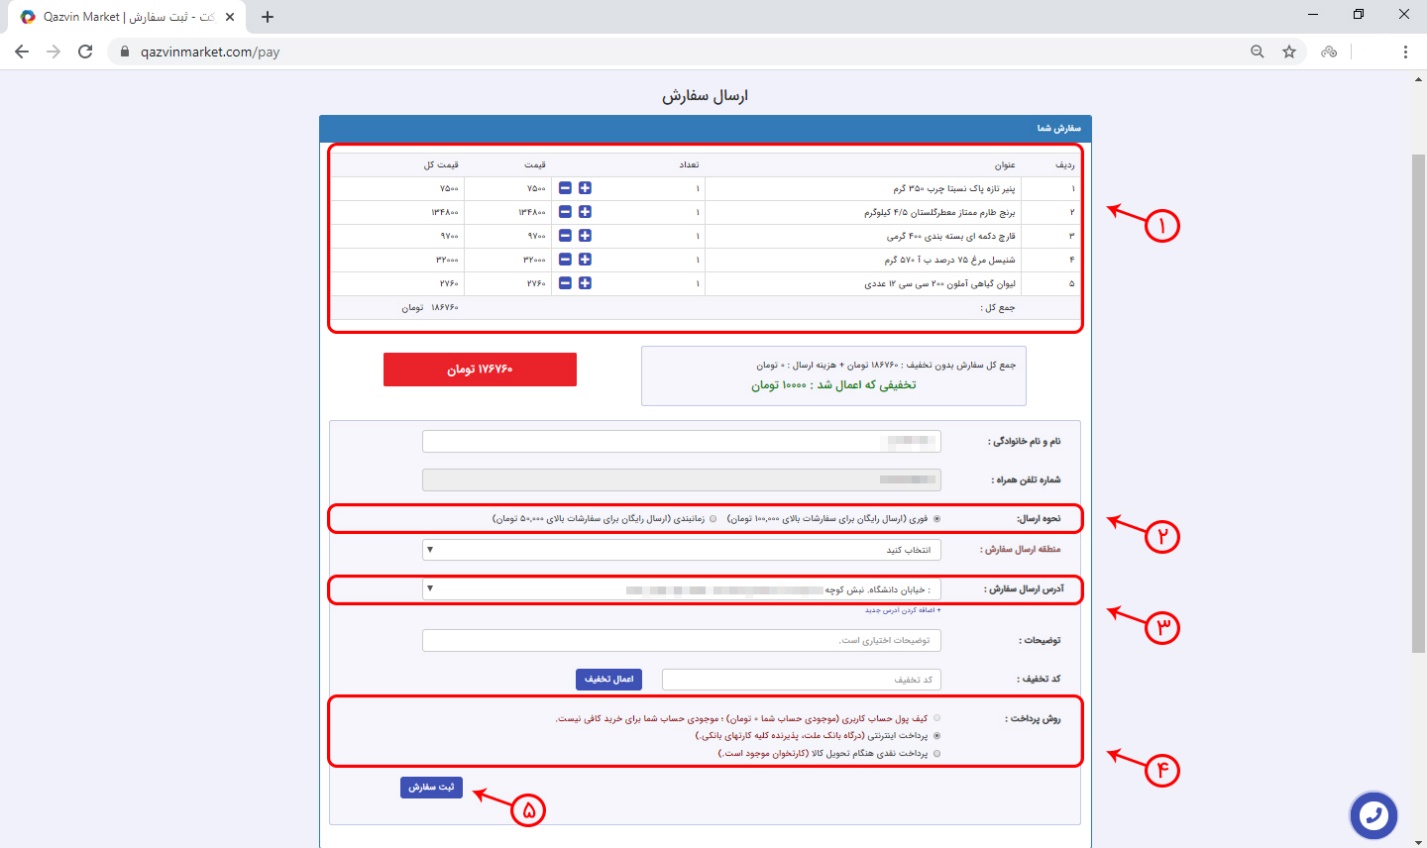 کت - ثبت سفارش | Qazvin Market
qazvinmarket.com/pay
ارسال سفارش
سفارش شما
ردیف عنوان تعداد قیمت قیمت کل
۱ پنیر تازه پاک نسبتا چرب ۳۵۰ گرم ۱ ۷۵۰۰ ۷۵۰۰
۲ برنج طارم ممتاز معطرگلستان ۴/۵ کیلوگرم ۱ ۱۳۴۸۰۰ ۱۳۴۸۰۰
۳ قارچ دکمه ای بسته بندی ۴۰۰ گرمی ۱ ۹۷۰۰ ۹۷۰۰
۴ شنیسل مرغ ۷۵ درصد ب آ ۵۷۰ گرم ۱ ۳۲۰۰۰ ۳۲۰۰۰
۵ لیوان گیاهی آملون ۲۰۰ سی سی ۱۲ عددی ۱ ۲۷۶۰ ۲۷۶۰
جمع کل : ۱۸۶۷۶۰ تومان
۱
جمع کل سفارش بدون تخفیف : ۱۸۶۷۶۰ تومان + هزینه ارسال : ۰ تومان
تخفیفی که اعمال شد : ۱۰۰۰۰ تومان
۱۷۶۷۶۰ تومان
نام و نام خانوادگی :
شماره تلفن همراه :
نحوه ارسال: فوری (ارسال رایگان برای سفارشات بالای ۱۰۰,۰۰۰ تومان) زمانبندی (ارسال رایگان برای سفارشات بالای ۵۰,۰۰۰ تومان)
۲
منطقه ارسال سفارش : انتخاب کنید
آدرس ارسال سفارش : : خیابان دانشگاه. نبش کوچه
+ اضافه کردن آدرس جدید
۳
توضیحات : توضیحات اختیاری است.
کد تخفیف : کد تخفیف اعمال تخفیف
روش پرداخت : کیف پول حساب کاربری (موجودی حساب شما ۰ تومان) ؛ موجودی حساب شما برای خرید کافی نیست.
پرداخت اینترنتی (درگاه بانک ملت، پذیرنده کلیه کارتهای بانکی.)
پرداخت نقدی هنگام تحویل کالا (کارتخوان موجود است.)
۴
ثبت سفارش
۵